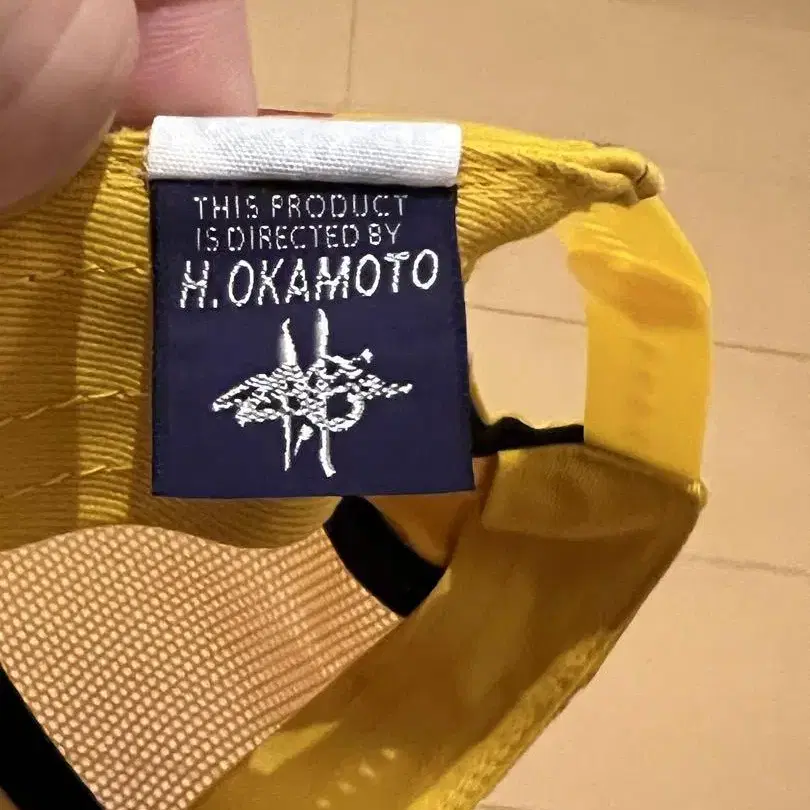 THIS PRODUCT
IS DIRECTED BY
H.OKAMOTO